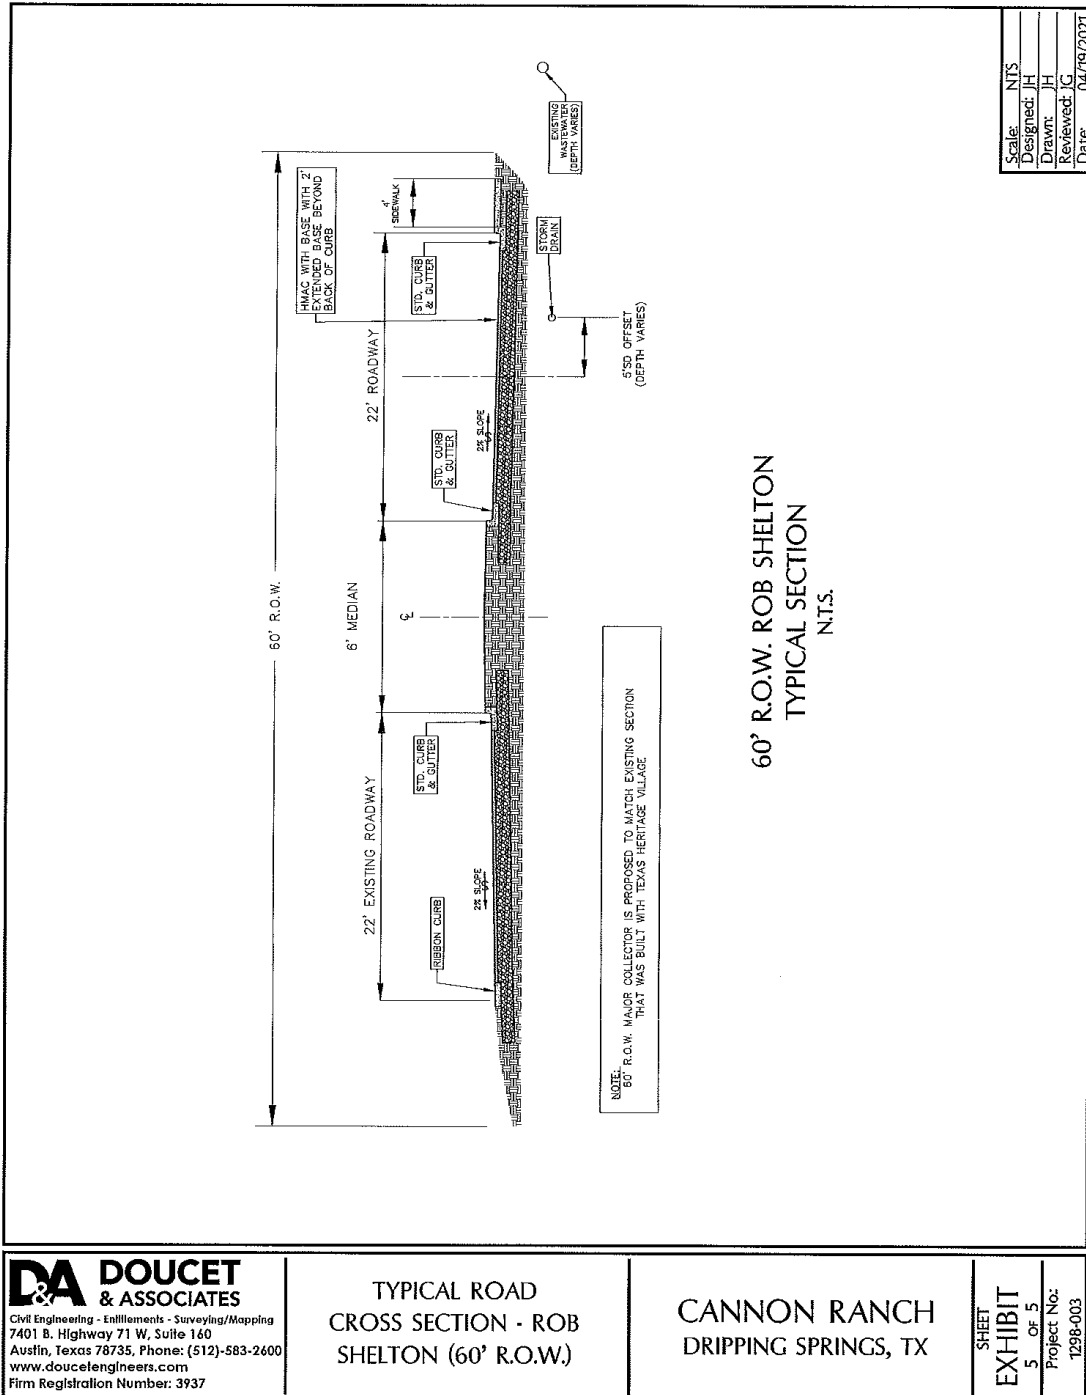 60' R.O.W.
HMAC WITH BASE WITH 2'
EXTENDED BASE BEYOND
BACK OF CURB
22' EXISTING ROADWAY
6' MEDIAN
22' ROADWAY
4'
SIDEWALK
RIBBON CURB
STD. CURB
& GUTTER
STD. CURB
& GUTTER
STD. CURB
& GUTTER
2% SLOPE
℄
2% SLOPE
STORM
DRAIN
EXISTING
WASTEWATER
(DEPTH VARIES)
5'SD OFFSET
(DEPTH VARIES)
NOTE:
60' R.O.W. MAJOR COLLECTOR IS PROPOSED TO MATCH EXISTING SECTION
THAT WAS BUILT WITH TEXAS HERITAGE VILLAGE
60' R.O.W. ROB SHELTON
TYPICAL SECTION
N.T.S.
Scale: NTS
Designed: JH
Drawn: JH
Reviewed: JG
Date: 04/19/2021
D&A DOUCET
& ASSOCIATES
Civil Engineering - Entitlements - Surveying/Mapping
7401 B. Highway 71 W, Suite 160
Austin, Texas 78735, Phone: (512)-583-2600
www.doucetengineers.com
Firm Registration Number: 3937
TYPICAL ROAD
CROSS SECTION - ROB
SHELTON (60' R.O.W.)
CANNON RANCH
DRIPPING SPRINGS, TX
SHEET
EXHIBIT
5 OF 5
Project No:
1298-003